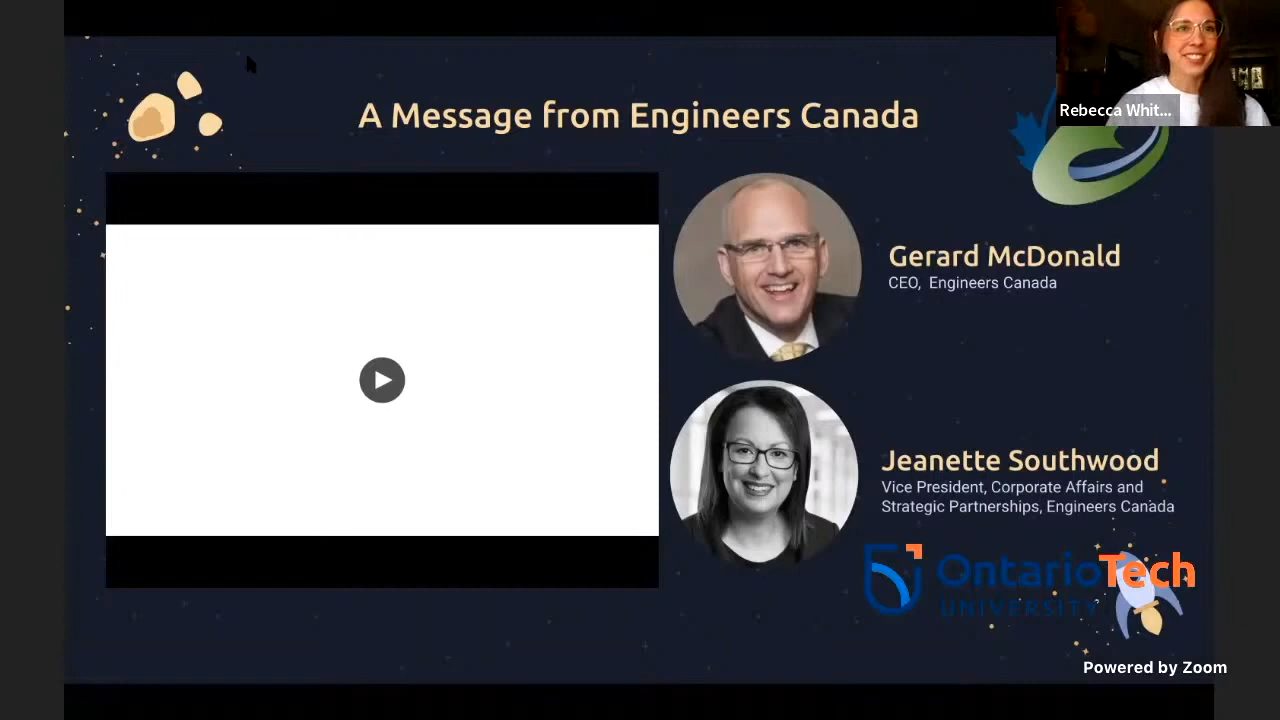 A Message from Engineers Canada
Rebecca Whit...
Gerard McDonald
CEO, Engineers Canada
Jeanette Southwood
Vice President, Corporate Affairs and
Strategic Partnerships, Engineers Canada
OntarioTech
UNIVERSITY
Powered by Zoom